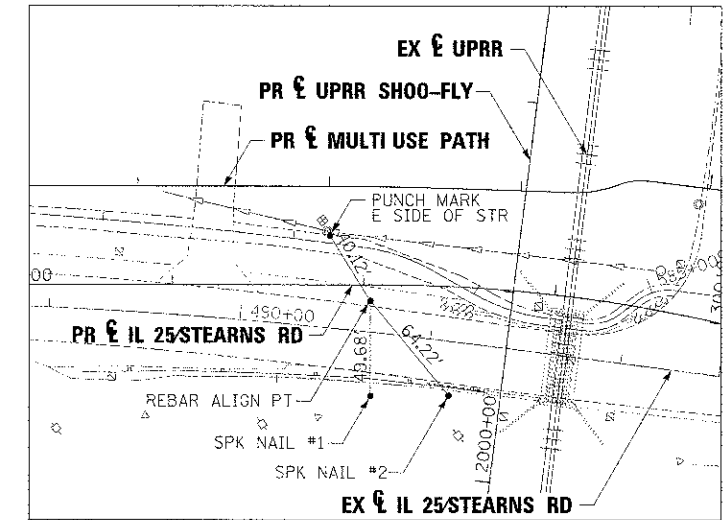 EX ℄ UPRR
PR ℄ UPRR SHOO-FLY
PR ℄ MULTI USE PATH
PUNCH MARK
E SIDE OF STR
40.12'
00
490+00
PR ℄ IL 25/STEARNS RD
64.22'
49.68'
REBAR ALIGN PT
SPK NAIL #1
SPK NAIL #2
2000+00
EX ℄ IL 25/STEARNS RD